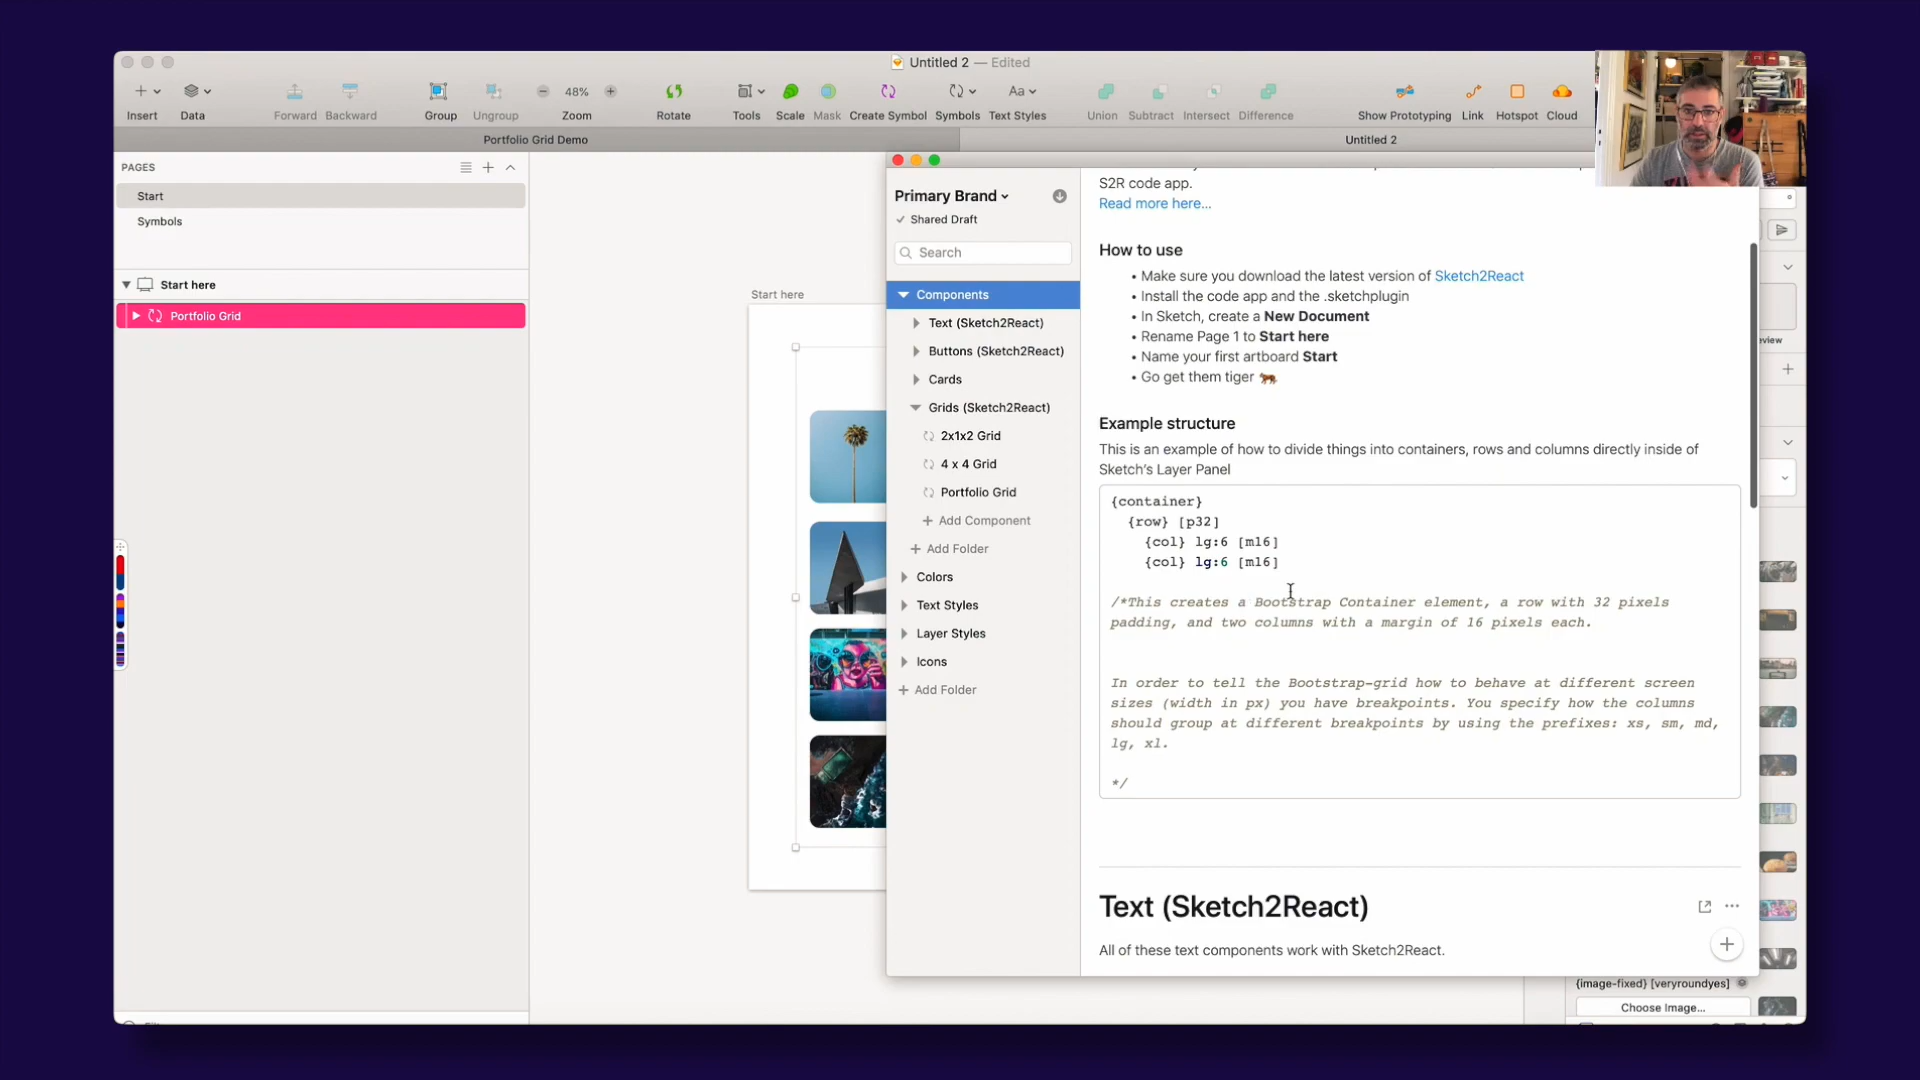 Untitled 2 — Edited
Insert
Data
Forward
Backward
Group
Ungroup
48%
Zoom
Rotate
Tools
Scale
Mask
Create Symbol
Symbols
Aa
Text Styles
Union
Subtract
Intersect
Difference
Show Prototyping
Link
Hotspot
Cloud
Portfolio Grid Demo
Untitled 2
PAGES
Start
Symbols
Start here
Portfolio Grid
Start here
Primary Brand
Shared Draft
Search
Components
Text (Sketch2React)
Buttons (Sketch2React)
Cards
Grids (Sketch2React)
2x1x2 Grid
4 x 4 Grid
Portfolio Grid
Add Component
Add Folder
Colors
Text Styles
Layer Styles
Icons
Add Folder
S2R code app.
Read more here...
How to use
• Make sure you download the latest version of Sketch2React
• Install the code app and the .sketchplugin
• In Sketch, create a New Document
• Rename Page 1 to Start here
• Name your first artboard Start
• Go get them tiger 🐅
Example structure
This is an example of how to divide things into containers, rows and columns directly inside of
Sketch's Layer Panel
{container}
{row} [p32]
{col} lg:6 [m16]
{col} lg:6 [m16]
/*This creates a Bootstrap Container element, a row with 32 pixels
padding, and two columns with a margin of 16 pixels each.
In order to tell the Bootstrap-grid how to behave at different screen
sizes (width in px) you have breakpoints. You specify how the columns
should group at different breakpoints by using the prefixes: xs, sm, md,
lg, xl.
*/
Text (Sketch2React)
All of these text components work with Sketch2React.
{image-fixed} [veryroundyes]
Choose Image...